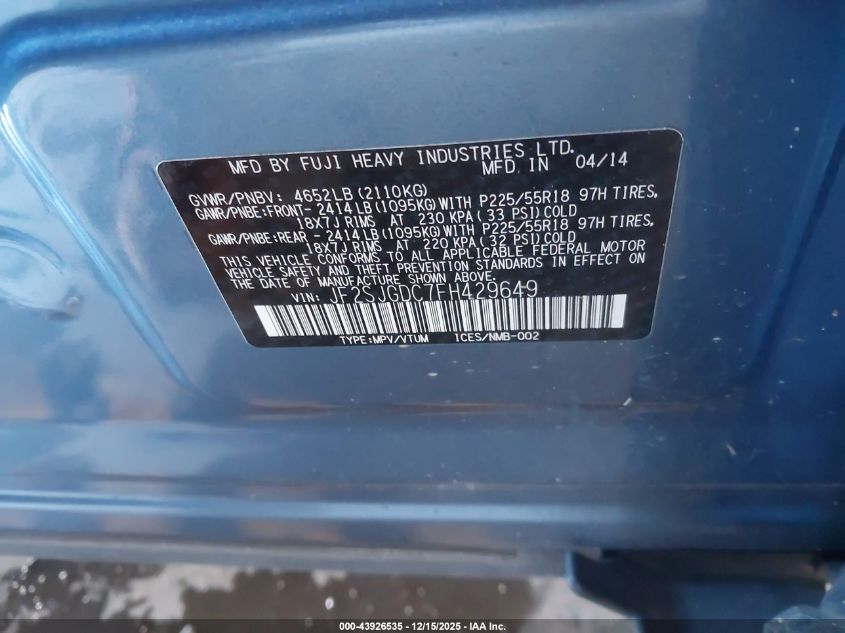 MFD BY FUJI HEAVY INDUSTRIES LTD.
MFD. IN 04/14
GVWR/PNBV: 4652LB (2110KG)
GAWR/PNBE:FRONT- 2414LB (1095KG) WITH P225/55R18 97H TIRES,
18X7J RIMS AT 230 KPA (33 PSI) COLD
GAWR/PNBE:REAR - 2414LB (1095KG) WITH P225/55R18 97H TIRES,
18X7J RIMS AT 220 KPA (32 PSI) COLD
THIS VEHICLE CONFORMS TO ALL APPLICABLE FEDERAL MOTOR
VEHICLE SAFETY AND THEFT PREVENTION STANDARDS IN EFFECT ON
THE DATE OF MANUFACTURE SHOWN ABOVE.
VIN: JF2SJGDC7FH429649
TYPE:MPV/VTUM ICES/NMB-002
000-43926535 - 12/15/2025 - IAA Inc.